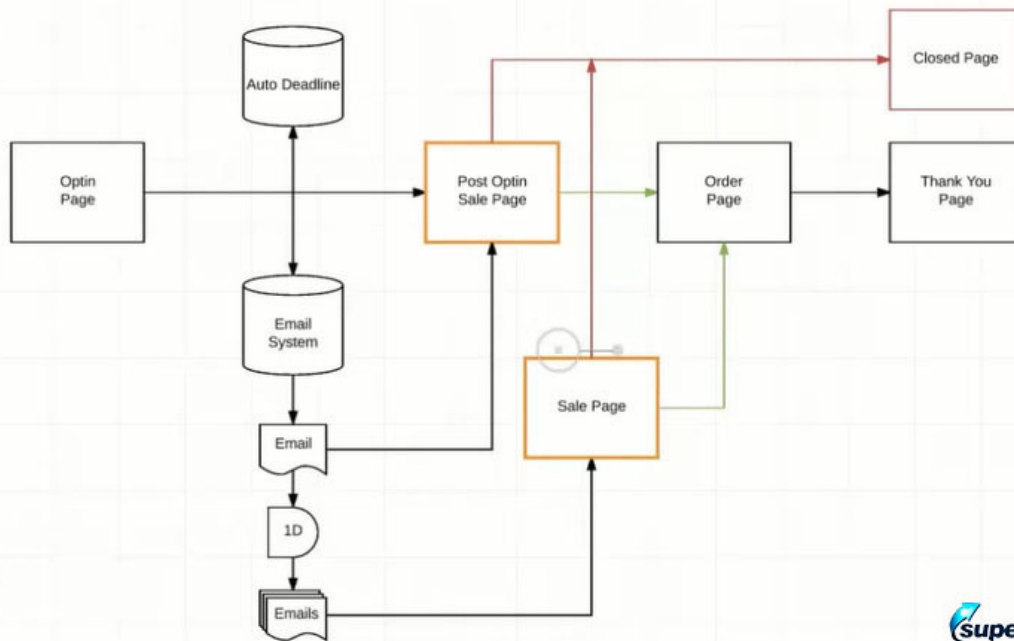 Closed Page
Auto Deadline
Optin
Page
Post Optin
Sale Page
Order
Page
Thank You
Page
Email
System
Sale Page
Email
1D
Emails
supe